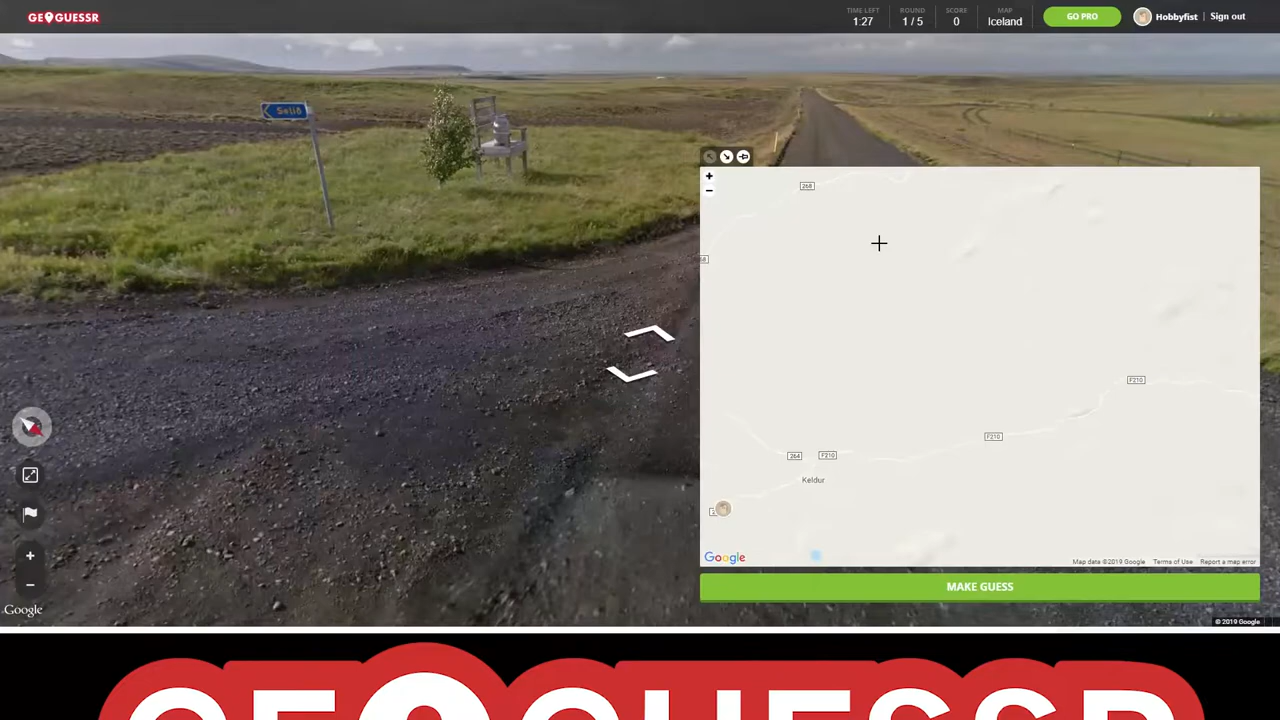 GEOGUESSR
TIME LEFT
1:27
ROUND
1 / 5
SCORE
0
MAP
Iceland
GO PRO
Hobbyfist
Sign out
Selið
268
F210
F210
264
F210
Keldur
Google
Map data ©2019 Google
Terms of Use
Report a map error
MAKE GUESS
Google
© 2019 Google
GEOGUESSR